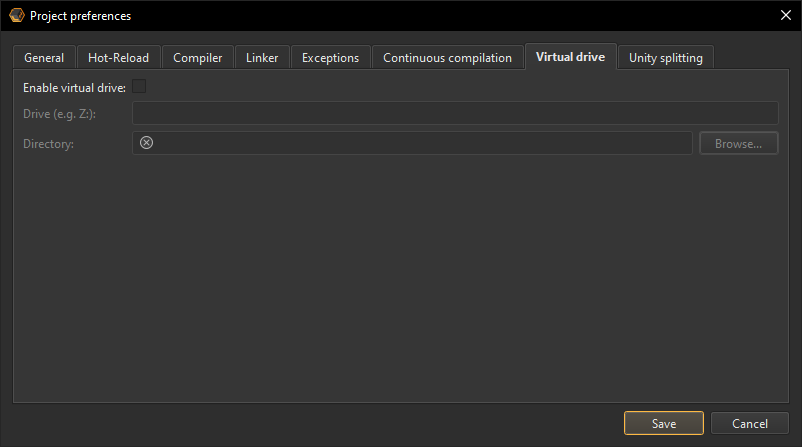 Project preferences
General Hot-Reload Compiler Linker Exceptions Continuous compilation Virtual drive Unity splitting
Enable virtual drive:
Drive (e.g. Z:):
Directory: Browse...
Save Cancel